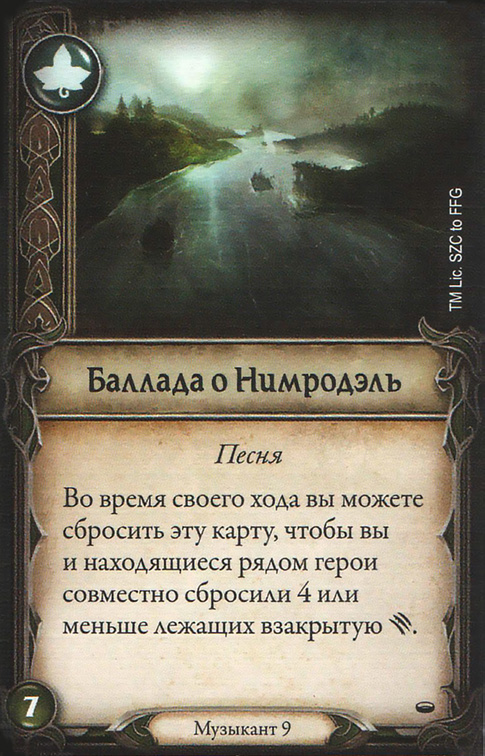 TM Lic. SZC to FFG
Баллада о Нимродэль
Песня
Во время своего хода вы можете
сбросить эту карту, чтобы вы
и находящиеся рядом герои
совместно сбросили 4 или
меньше лежащих взакрытую .
7
Музыкант 9